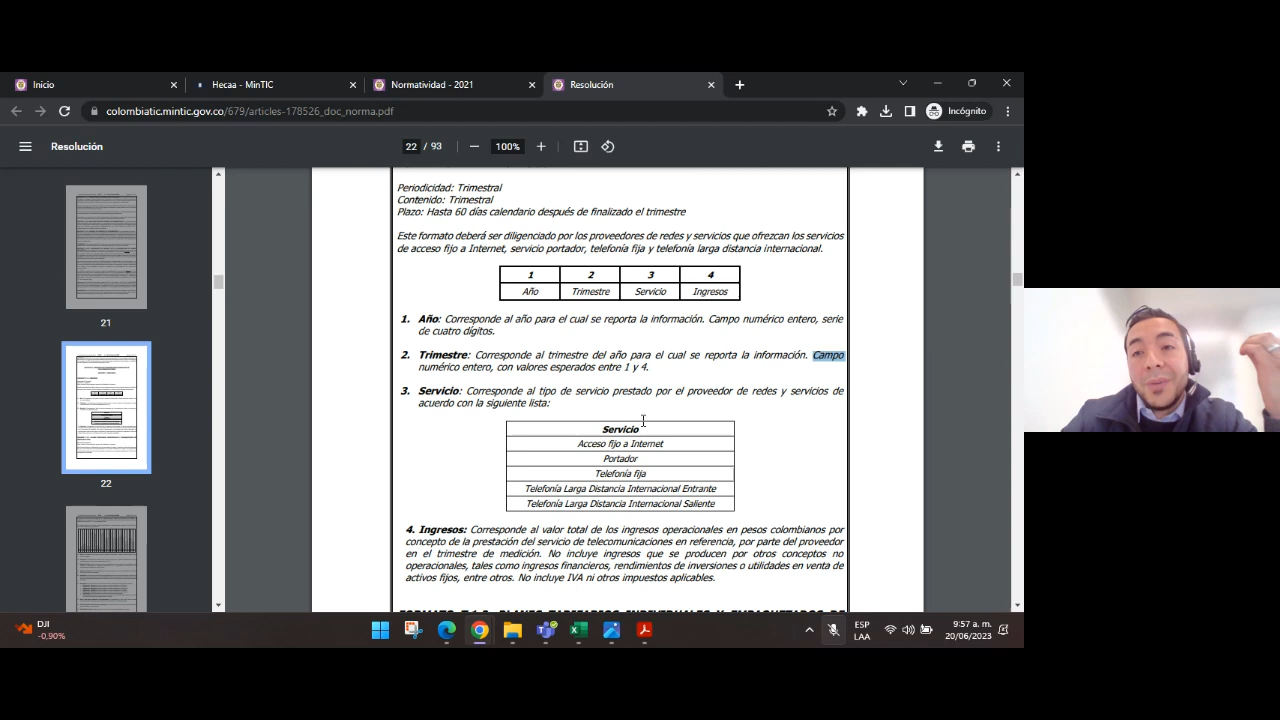 Inicio
Hecaa - MinTIC
Normatividad - 2021
Resolución
colombiatic.mintic.gov.co/679/articles-178526_doc_norma.pdf
Incógnito
Resolución
22 / 93
100%
21
22
Periodicidad: Trimestral
Contenido: Trimestral
Plazo: Hasta 60 días calendario después de finalizado el trimestre
Este formato deberá ser diligenciado por los proveedores de redes y servicios que ofrezcan los servicios
de acceso fijo a Internet, servicio portador, telefonía fija y telefonía larga distancia internacional.
1 2 3 4
Año Trimestre Servicio Ingresos
1. Año: Corresponde al año para el cual se reporta la información. Campo numérico entero, serie
de cuatro dígitos.
2. Trimestre: Corresponde al trimestre del año para el cual se reporta la información. Campo
numérico entero, con valores esperados entre 1 y 4.
3. Servicio: Corresponde al tipo de servicio prestado por el proveedor de redes y servicios de
acuerdo con la siguiente lista:
Servicio
Acceso fijo a Internet
Portador
Telefonía fija
Telefonía Larga Distancia Internacional Entrante
Telefonía Larga Distancia Internacional Saliente
4. Ingresos: Corresponde al valor total de los ingresos operacionales en pesos colombianos por
concepto de la prestación del servicio de telecomunicaciones en referencia, por parte del proveedor
en el trimestre de medición. No incluye ingresos que se producen por otros conceptos no
operacionales, tales como ingresos financieros, rendimientos de inversiones o utilidades en venta de
activos fijos, entre otros. No incluye IVA ni otros impuestos aplicables.
DJI
-0,90%
ESP
LAA
9:57 a. m.
20/06/2023